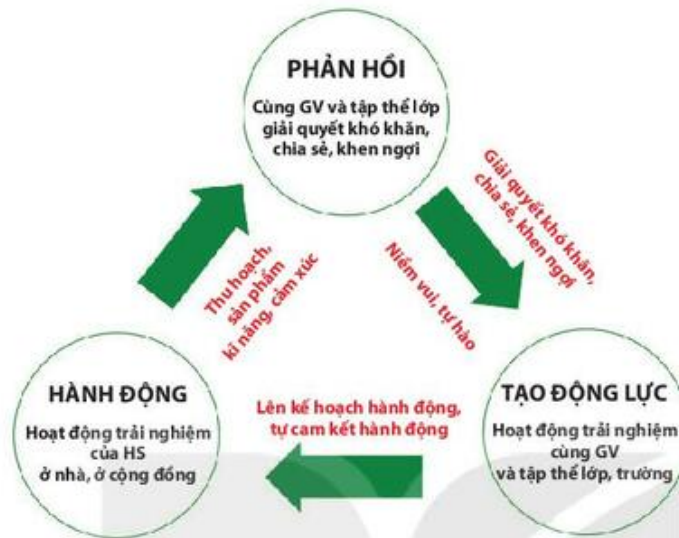 PHẢN HỒI
Cùng GV và tập thể lớp
giải quyết khó khăn,
chia sẻ, khen ngợi
Giải quyết khó khăn,
chia sẻ, khen ngợi
Niềm vui, tự hào
Thu hoạch,
sản phẩm
kĩ năng, cảm xúc
HÀNH ĐỘNG
Hoạt động trải nghiệm
của HS
ở nhà, ở cộng đồng
Lên kế hoạch hành động,
tự cam kết hành động
TẠO ĐỘNG LỰC
Hoạt động trải nghiệm
cùng GV
và tập thể lớp, trường